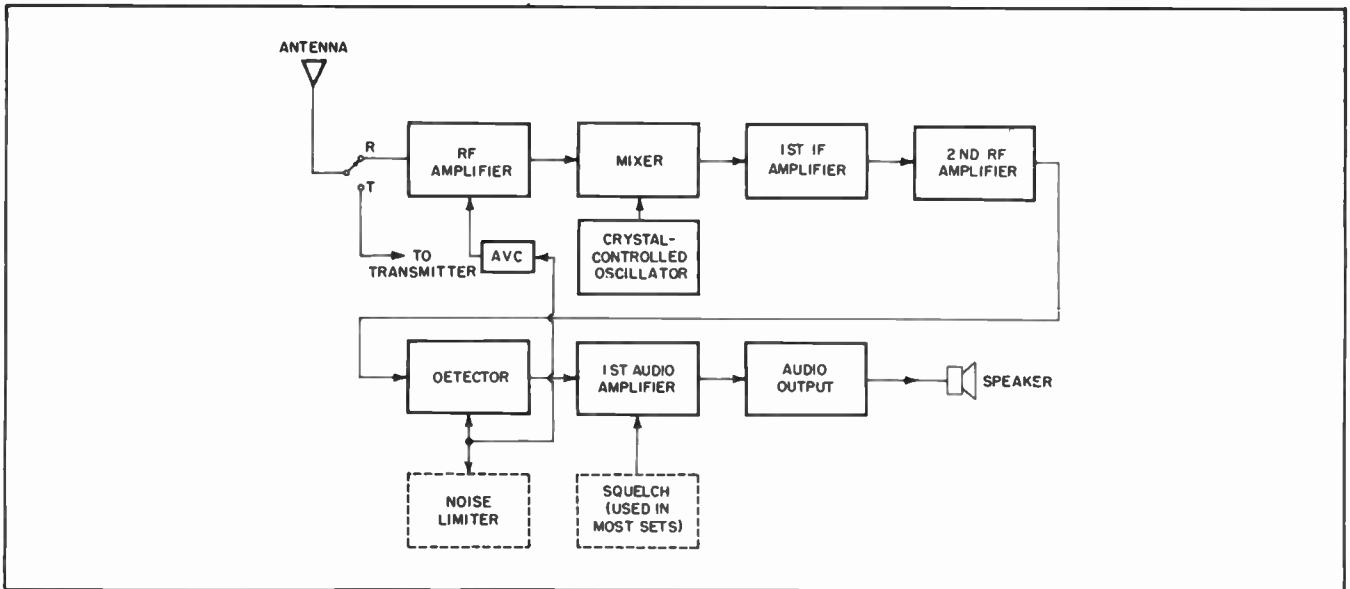 ANTENNA
R
T
TO
TRANSMITTER
RF
AMPLIFIER
AVC
MIXER
CRYSTAL-
CONTROLLED
OSCILLATOR
1ST IF
AMPLIFIER
2ND RF
AMPLIFIER
DETECTOR
1ST AUDIO
AMPLIFIER
AUDIO
OUTPUT
SPEAKER
NOISE
LIMITER
SQUELCH
(USED IN
MOST SETS)